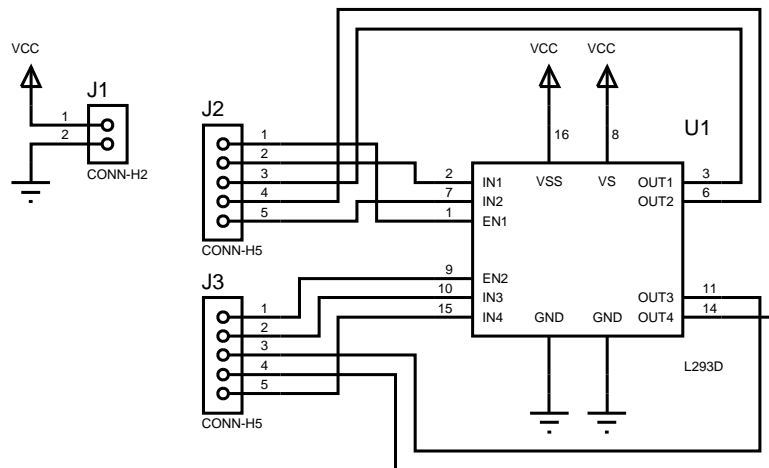 VCC
J1
1
2
CONN-H2
J2
1
2
3
4
5
CONN-H5
J3
1
2
3
4
5
CONN-H5
VCC VCC
16 8
U1
2 IN1 VSS VS OUT1 3
7 IN2 OUT2 6
1 EN1
9 EN2
10 IN3 OUT3 11
15 IN4 GND GND OUT4 14
L293D